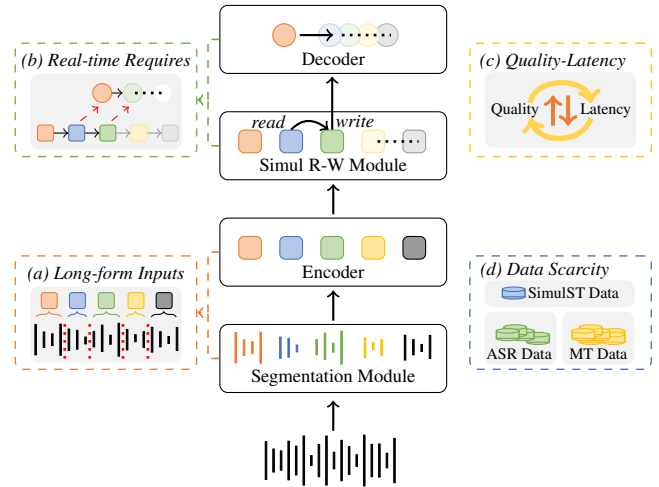 (b) Real-time Requires
Decoder
(c) Quality-Latency
Quality
Latency
read
write
Simul R-W Module
(a) Long-form Inputs
Encoder
(d) Data Scarcity
SimulST Data
ASR Data
MT Data
Segmentation Module